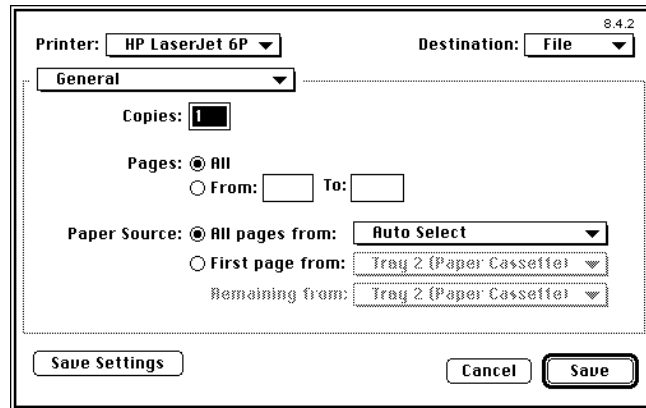 8.4.2
Printer: HP LaserJet 6P Destination: File
General
Copies: 1
Pages: All
From: To:
Paper Source: All pages from: Auto Select
First page from: Tray 2 (Paper Cassette)
Remaining from: Tray 2 (Paper Cassette)
Save Settings Cancel Save